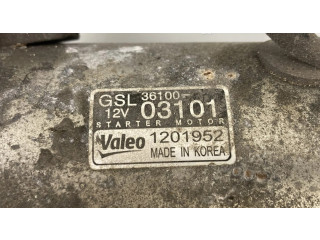 GSL 36100-
12V 03101
STARTER MOTOR
Valeo 1201952
MADE IN KOREA